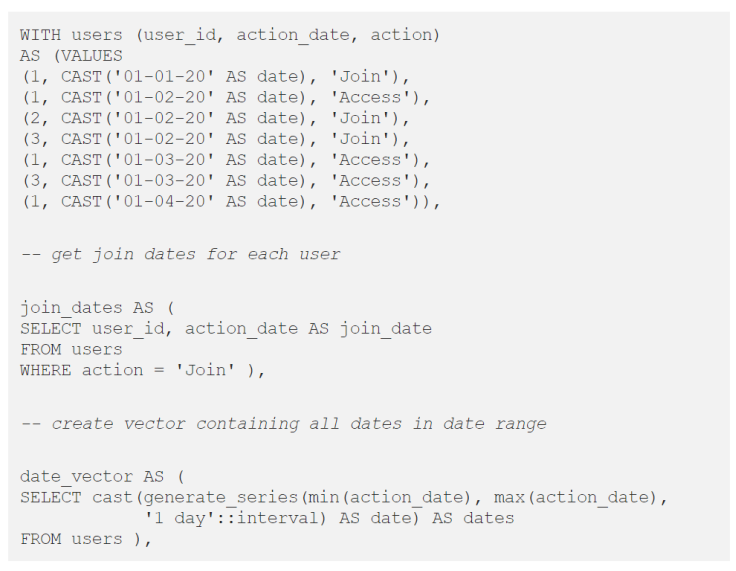 WITH users (user_id, action_date, action)
AS (VALUES
(1, CAST('01-01-20' AS date), 'Join'),
(1, CAST('01-02-20' AS date), 'Access'),
(2, CAST('01-02-20' AS date), 'Join'),
(3, CAST('01-02-20' AS date), 'Join'),
(1, CAST('01-03-20' AS date), 'Access'),
(3, CAST('01-03-20' AS date), 'Access'),
(1, CAST('01-04-20' AS date), 'Access')),
-- get join dates for each user
join_dates AS (
SELECT user_id, action_date AS join_date
FROM users
WHERE action = 'Join' ),
-- create vector containing all dates in date range
date_vector AS (
SELECT cast(generate_series(min(action_date), max(action_date),
'1 day'::interval) AS date) AS dates
FROM users ),